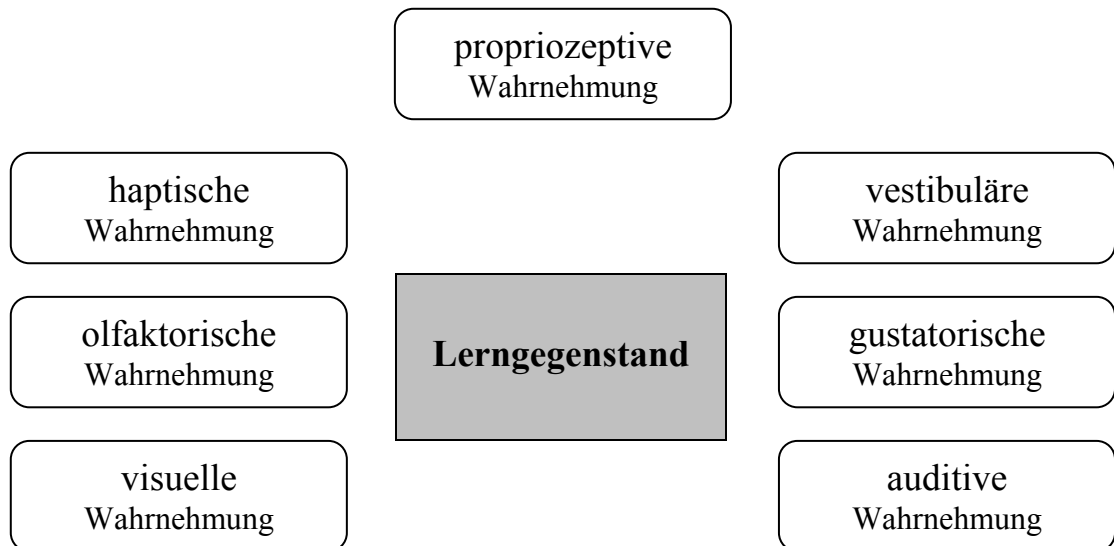 propriozeptive
Wahrnehmung
haptische
Wahrnehmung
vestibuläre
Wahrnehmung
olfaktorische
Wahrnehmung
Lerngegenstand
gustatorische
Wahrnehmung
visuelle
Wahrnehmung
auditive
Wahrnehmung